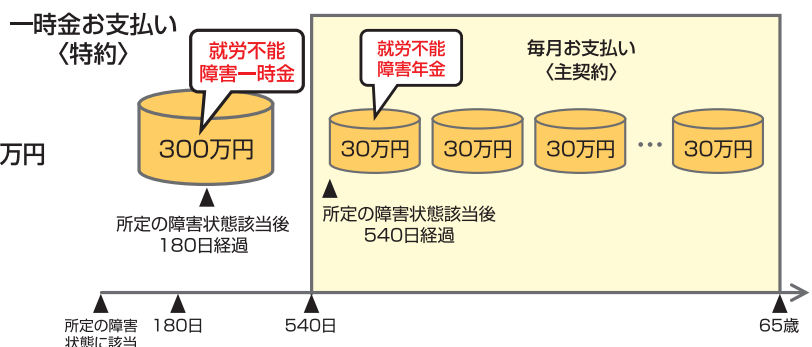 一時金お支払い
〈特約〉
就労不能
障害一時金
300万円
万円
所定の障害状態該当後
180日経過
就労不能
障害年金
毎月お支払い
〈主契約〉
30万円
30万円
30万円
…
30万円
所定の障害状態該当後
540日経過
所定の障害
状態に該当
180日
540日
65歳